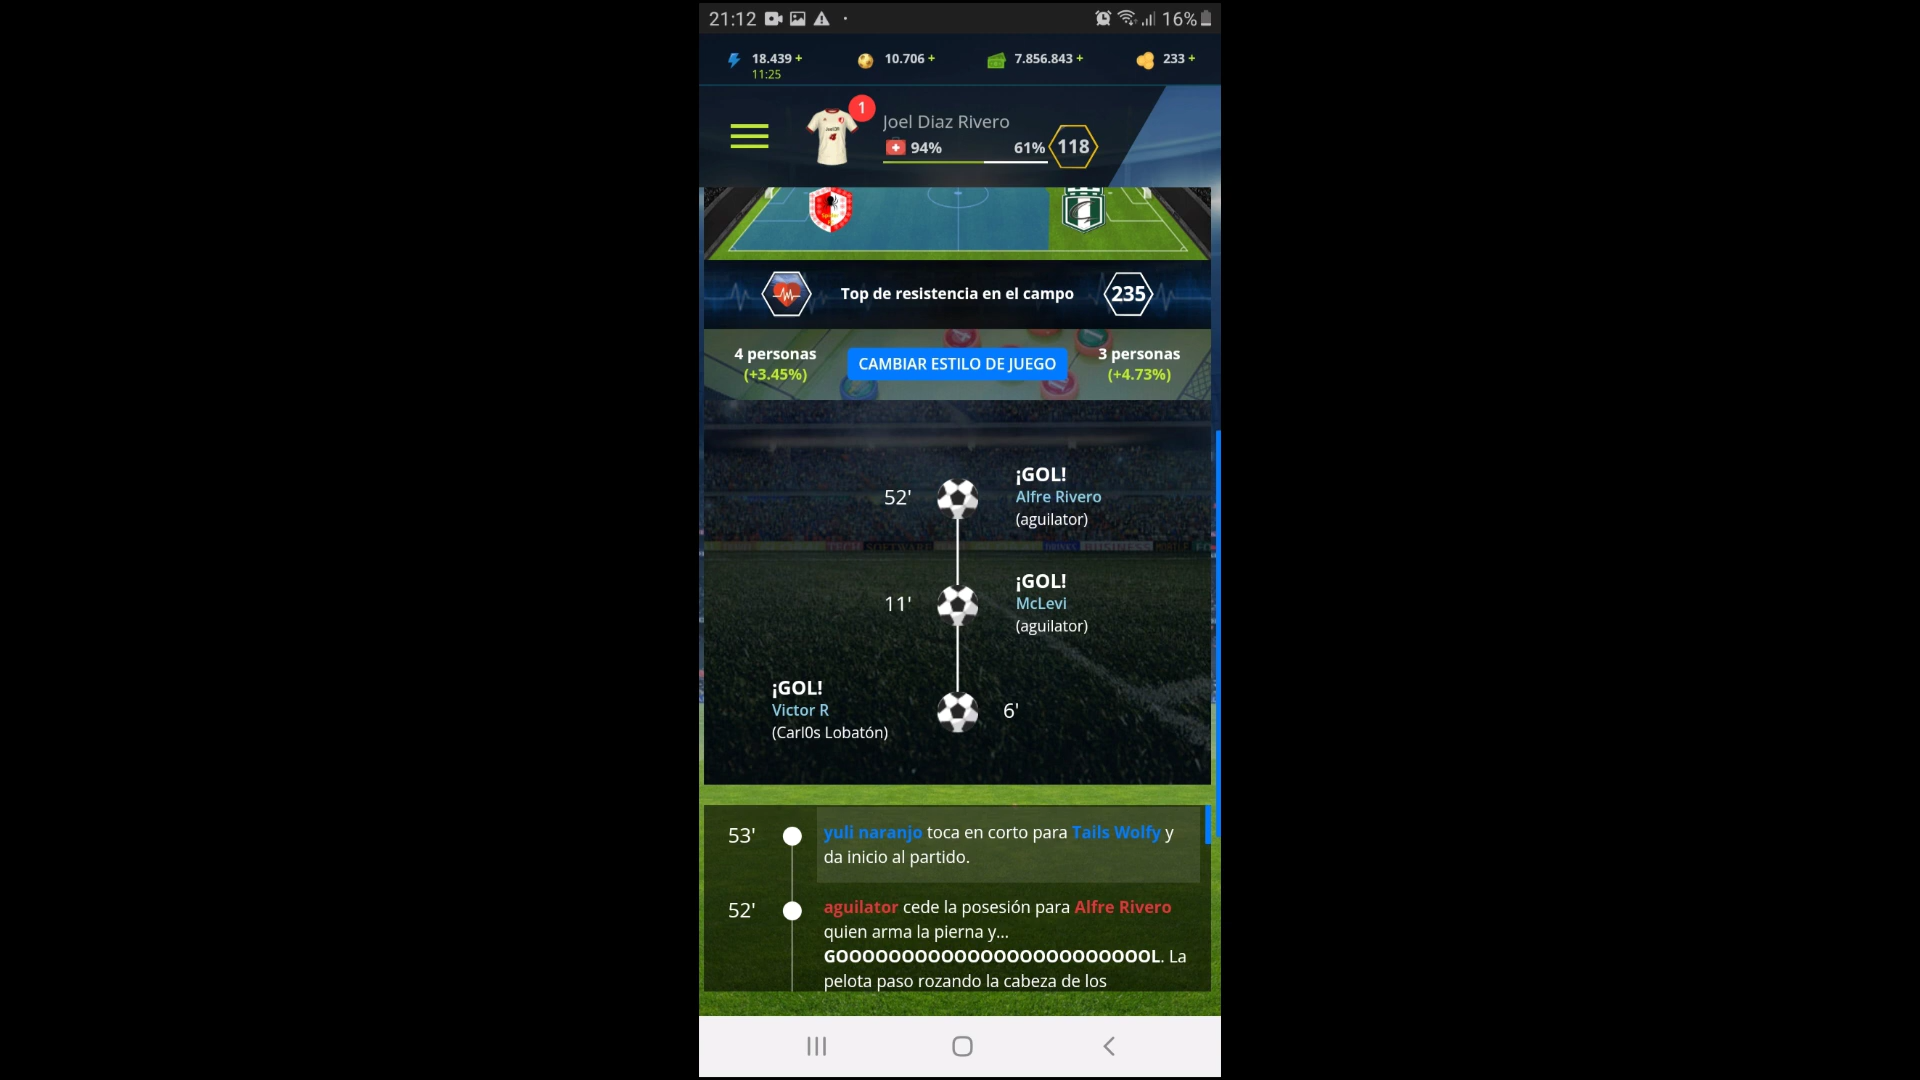 21:12 16%
18.439 + 10.706 + 7.856.843 + 233 +
11:25
1
Joel Diaz Rivero
94% 61% 118
Top de resistencia en el campo 235
4 personas CAMBIAR ESTILO DE JUEGO 3 personas
(+3.45%) (+4.73%)
¡GOL!
52' Alfre Rivero
(aguilator)
¡GOL!
11' McLevi
(aguilator)
¡GOL!
Victor R 6'
(Carl0s Lobatón)
53' yuli naranjo toca en corto para Tails Wolfy y
da inicio al partido.
52' aguilator cede la posesión para Alfre Rivero
quien arma la pierna y...
GOOOOOOOOOOOOOOOOOOOOOOOOL. La
pelota paso rozando la cabeza de los